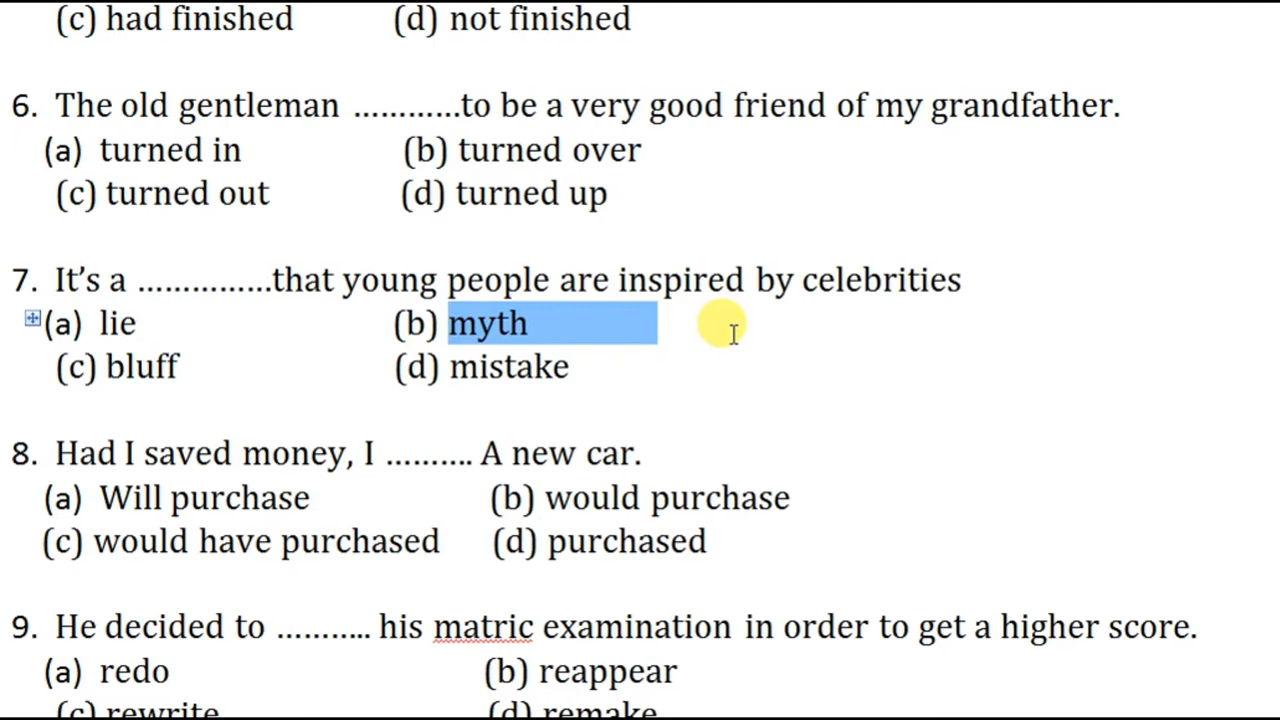 (c) had finished (d) not finished
6. The old gentleman ………….to be a very good friend of my grandfather.
(a) turned in (b) turned over
(c) turned out (d) turned up
7. It’s a ……………that young people are inspired by celebrities
(a) lie (b) myth
(c) bluff (d) mistake
8. Had I saved money, I ………. A new car.
(a) Will purchase (b) would purchase
(c) would have purchased (d) purchased
9. He decided to ……….. his matric examination in order to get a higher score.
(a) redo (b) reappear
(c) rewrite (d) remake